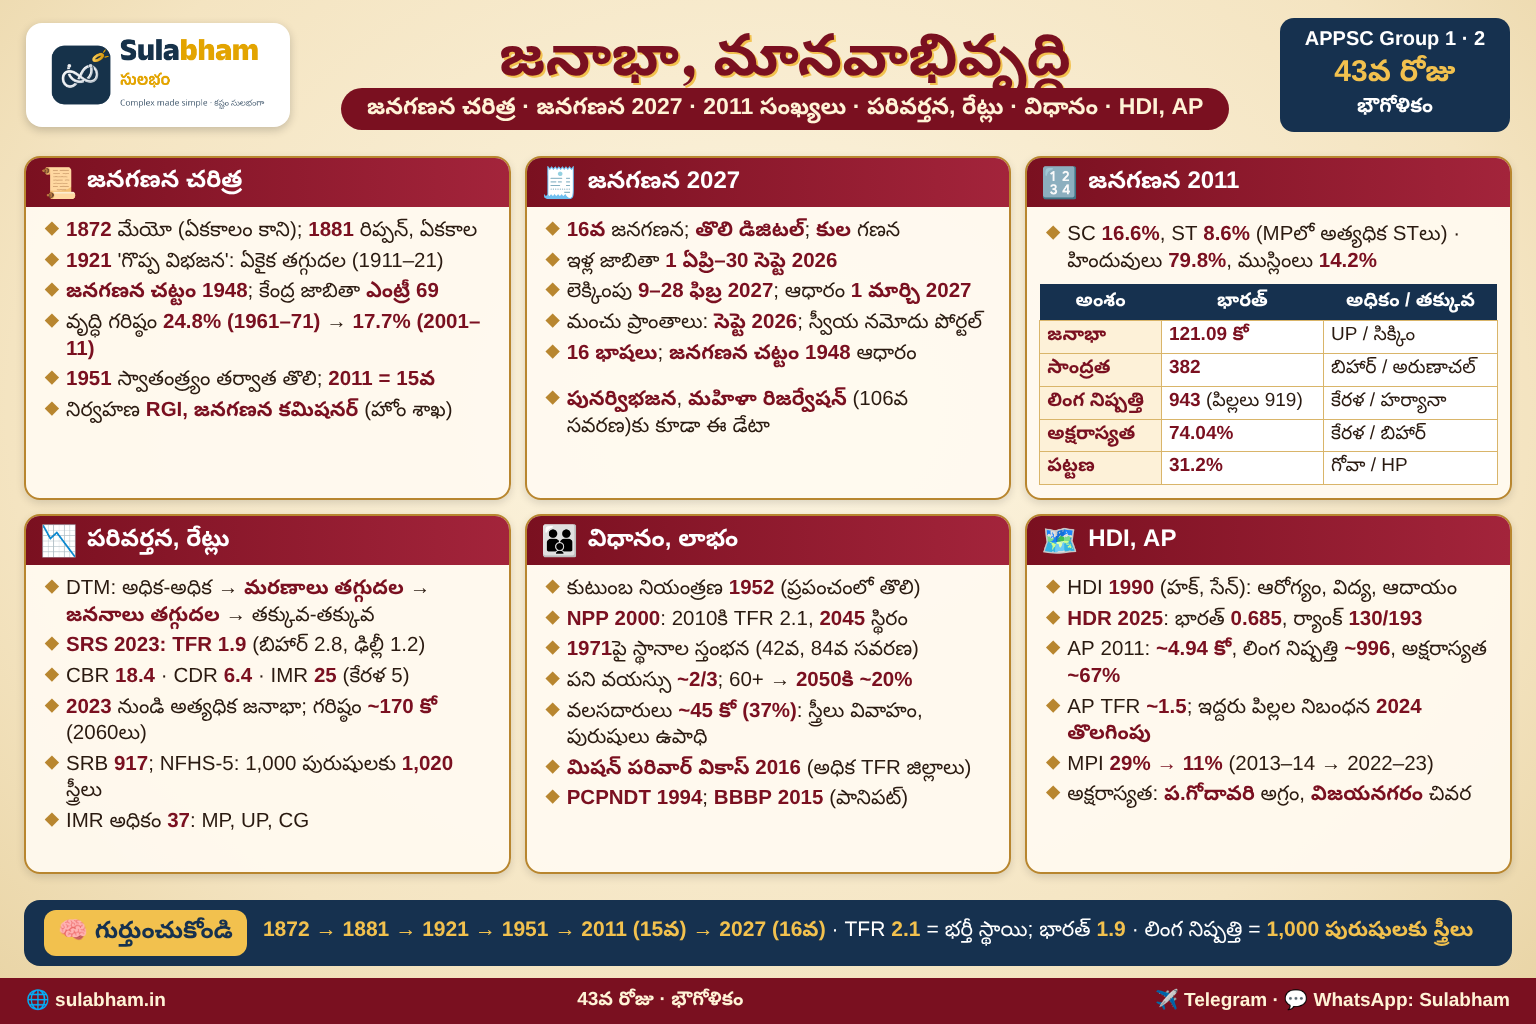 Sulabham
సులభం
Complex made simple · కష్టం సులభంగా
జనాభా, మానవాభివృద్ధి
జనగణన చరిత్ర · జనగణన 2027 · 2011 సంఖ్యలు · పరివర్తన, రేట్లు · విధానం · HDI, AP
APPSC Group 1 · 2
43వ రోజు
భౌగోళికం
జనగణన చరిత్ర
1872 మేయో (ఏకకాలం కాని); 1881 రిప్పన్, ఏకకాల
1921 'గొప్ప విభజన': ఏకైక తగ్గుదల (1911–21)
జనగణన చట్టం 1948; కేంద్ర జాబితా ఎంట్రీ 69
వృద్ధి గరిష్ఠం 24.8% (1961–71) → 17.7% (2001–
11)
1951 స్వాతంత్ర్యం తర్వాత తొలి; 2011 = 15వ
నిర్వహణ RGI, జనగణన కమిషనర్ (హోం శాఖ)
జనగణన 2027
16వ జనగణన; తొలి డిజిటల్; కుల గణన
ఇళ్ల జాబితా 1 ఏప్రి–30 సెప్టె 2026
లెక్కింపు 9–28 ఫిబ్ర 2027; ఆధారం 1 మార్చి 2027
మంచు ప్రాంతాలు: సెప్టె 2026; స్వీయ నమోదు పోర్టల్
16 భాషలు; జనగణన చట్టం 1948 ఆధారం
పునర్విభజన, మహిళా రిజర్వేషన్ (106వ
సవరణ)కు కూడా ఈ డేటా
జనగణన 2011
SC 16.6%, ST 8.6% (MPలో అత్యధిక STలు) ·
హిందువులు 79.8%, ముస్లింలు 14.2%
అంశం భారత్ అధికం / తక్కువ
జనాభా 121.09 కో UP / సిక్కిం
సాంద్రత 382 బిహార్ / అరుణాచల్
లింగ నిష్పత్తి 943 (పిల్లలు 919) కేరళ / హర్యానా
అక్షరాస్యత 74.04% కేరళ / బిహార్
పట్టణ 31.2% గోవా / HP
పరివర్తన, రేట్లు
DTM: అధిక-అధిక → మరణాలు తగ్గుదల →
జననాలు తగ్గుదల → తక్కువ-తక్కువ
SRS 2023: TFR 1.9 (బిహార్ 2.8, ఢిల్లీ 1.2)
CBR 18.4 · CDR 6.4 · IMR 25 (కేరళ 5)
2023 నుండి అత్యధిక జనాభా; గరిష్ఠం ~170 కో
(2060లు)
SRB 917; NFHS-5: 1,000 పురుషులకు 1,020
స్త్రీలు
IMR అధికం 37: MP, UP, CG
విధానం, లాభం
కుటుంబ నియంత్రణ 1952 (ప్రపంచంలో తొలి)
NPP 2000: 2010కి TFR 2.1, 2045 స్థిరం
1971పై స్థానాల స్తంభన (42వ, 84వ సవరణ)
పని వయస్సు ~2/3; 60+ → 2050కి ~20%
వలసదారులు ~45 కో (37%): స్త్రీలు వివాహం,
పురుషులు ఉపాధి
మిషన్ పరివార్ వికాస్ 2016 (అధిక TFR జిల్లాలు)
PCPNDT 1994; BBBP 2015 (పానిపట్)
HDI, AP
HDI 1990 (హక్, సేన్): ఆరోగ్యం, విద్య, ఆదాయం
HDR 2025: భారత్ 0.685, ర్యాంక్ 130/193
AP 2011: ~4.94 కో, లింగ నిష్పత్తి ~996, అక్షరాస్యత
~67%
AP TFR ~1.5; ఇద్దరు పిల్లల నిబంధన 2024
తొలగింపు
MPI 29% → 11% (2013–14 → 2022–23)
అక్షరాస్యత: ప.గోదావరి అగ్రం, విజయనగరం చివర
గుర్తుంచుకోండి 1872 → 1881 → 1921 → 1951 → 2011 (15వ) → 2027 (16వ) · TFR 2.1 = భర్తీ స్థాయి; భారత్ 1.9 · లింగ నిష్పత్తి = 1,000 పురుషులకు స్త్రీలు
sulabham.in
43వ రోజు · భౌగోళికం
Telegram · WhatsApp: Sulabham